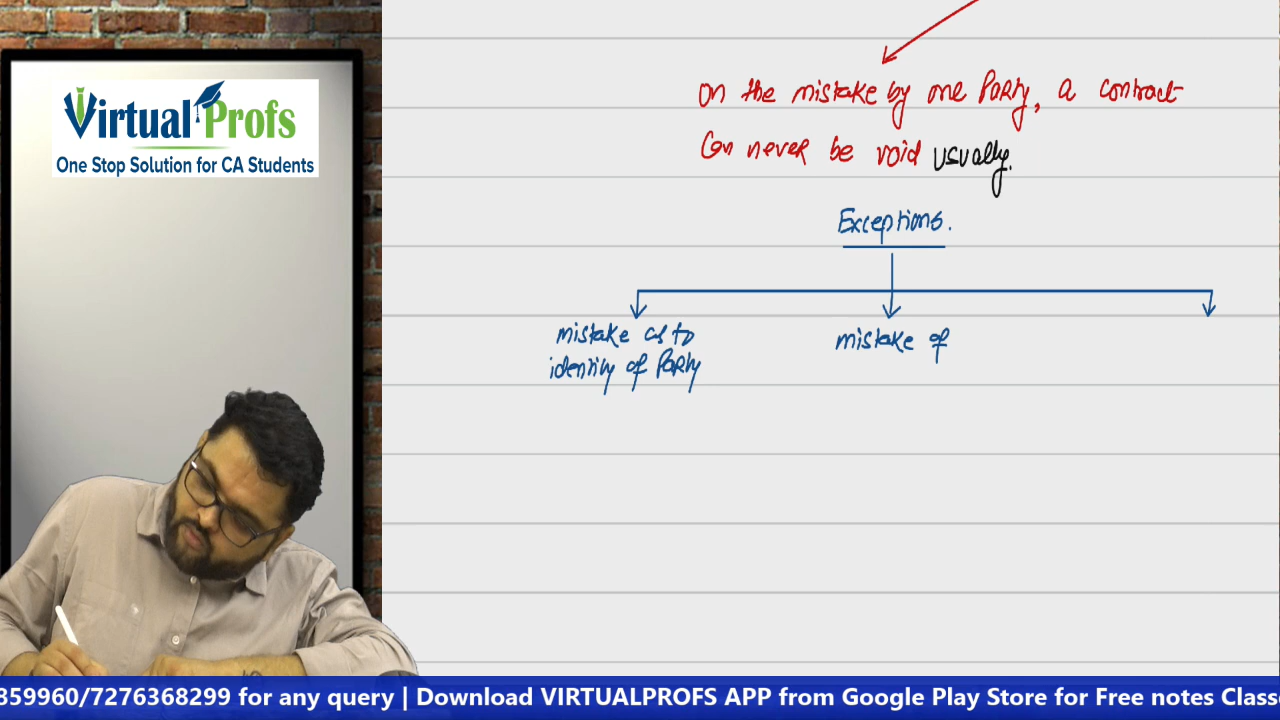 Virtual Profs
One Stop Solution for CA Students
On the mistake by one Party, a contract
Can never be void usually.
Exceptions.
mistake as to
identity of Party
mistake of
859960/7276368299 for any query | Download VIRTUALPROFS APP from Google Play Store for Free notes Class